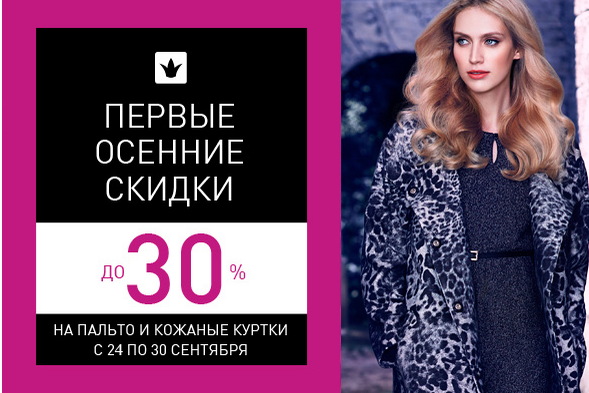 ПЕРВЫЕ
ОСЕННИЕ
СКИДКИ
ДО 30 %
НА ПАЛЬТО И КОЖАНЫЕ КУРТКИ
С 24 ПО 30 СЕНТЯБРЯ